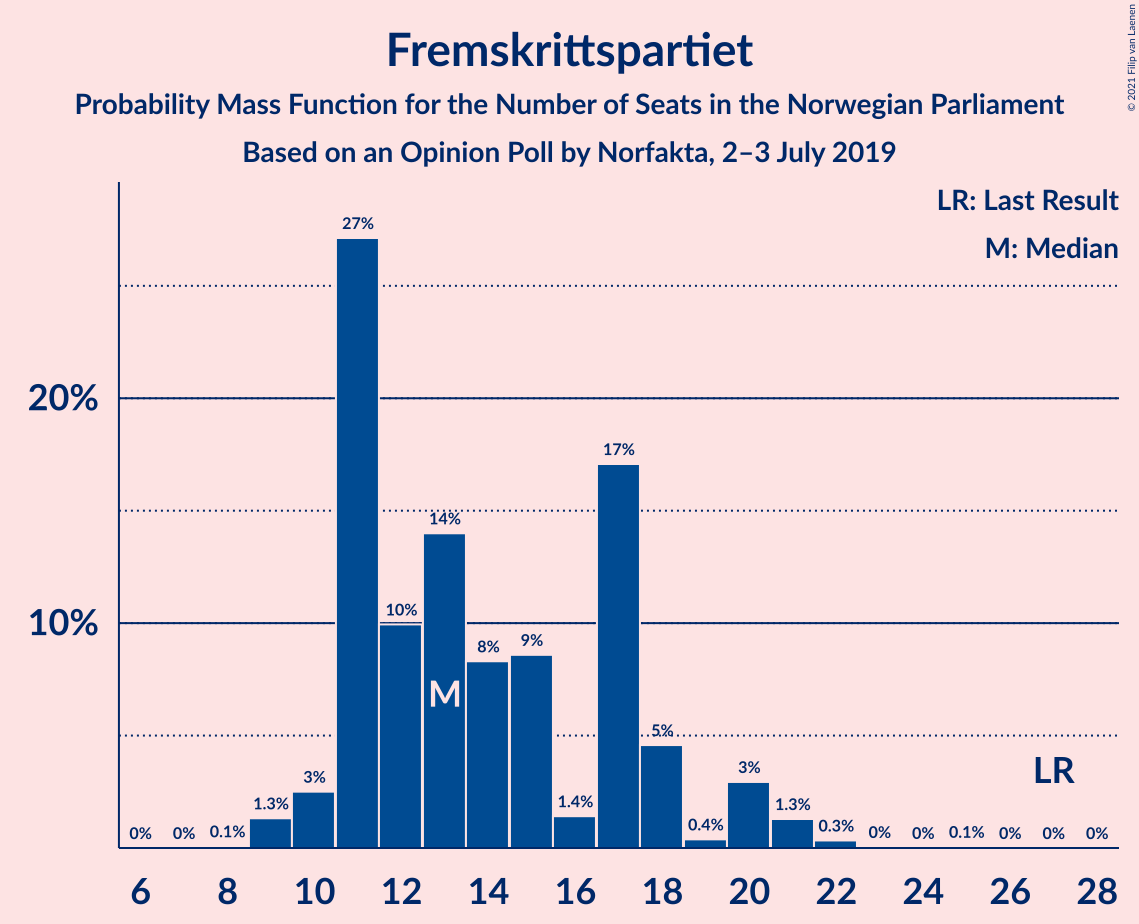 Fremskrittspartiet
Probability Mass Function for the Number of Seats in the Norwegian Parliament
Based on an Opinion Poll by Norfakta, 2–3 July 2019
© 2021 Filip van Laenen
LR: Last Result
M: Median
20%
10%
0% 0% 0.1% 1.3% 3% 27% 10% 14% 8% 9% 1.4% 17% 5% 0.4% 3% 1.3% 0.3% 0% 0% 0.1% 0% 0% 0%
M
LR
6 8 10 12 14 16 18 20 22 24 26 28